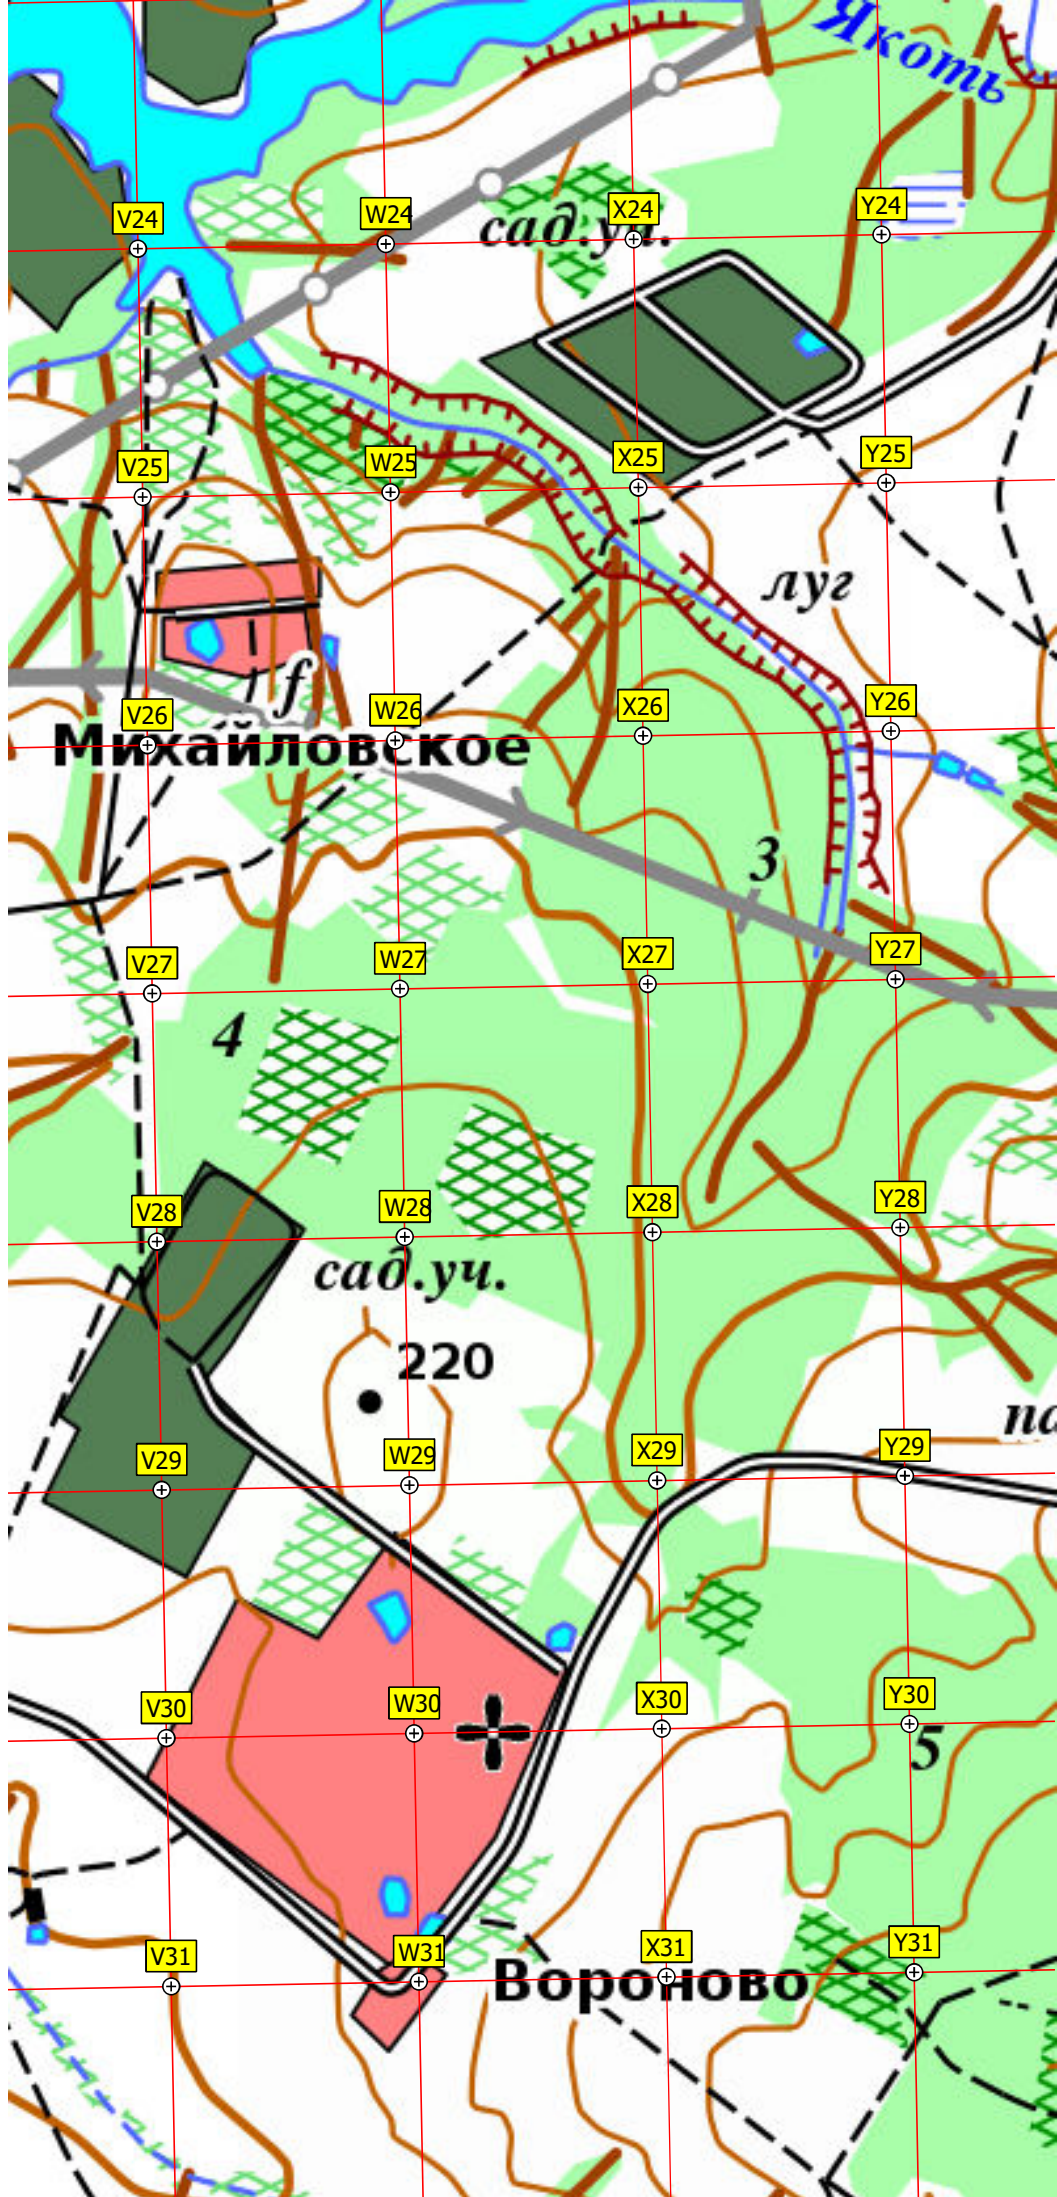 Якоть
V24 W24 X24 Y24
сад.уч.
V25 W25 X25 Y25
луг
f
V26 W26 X26 Y26
Михайловское
3
V27 W27 X27 Y27
4
V28 W28 X28 Y28
сад.уч.
220
па
V29 W29 X29 Y29
V30 W30 X30 Y30
5
V31 W31 X31 Y31
Вороново